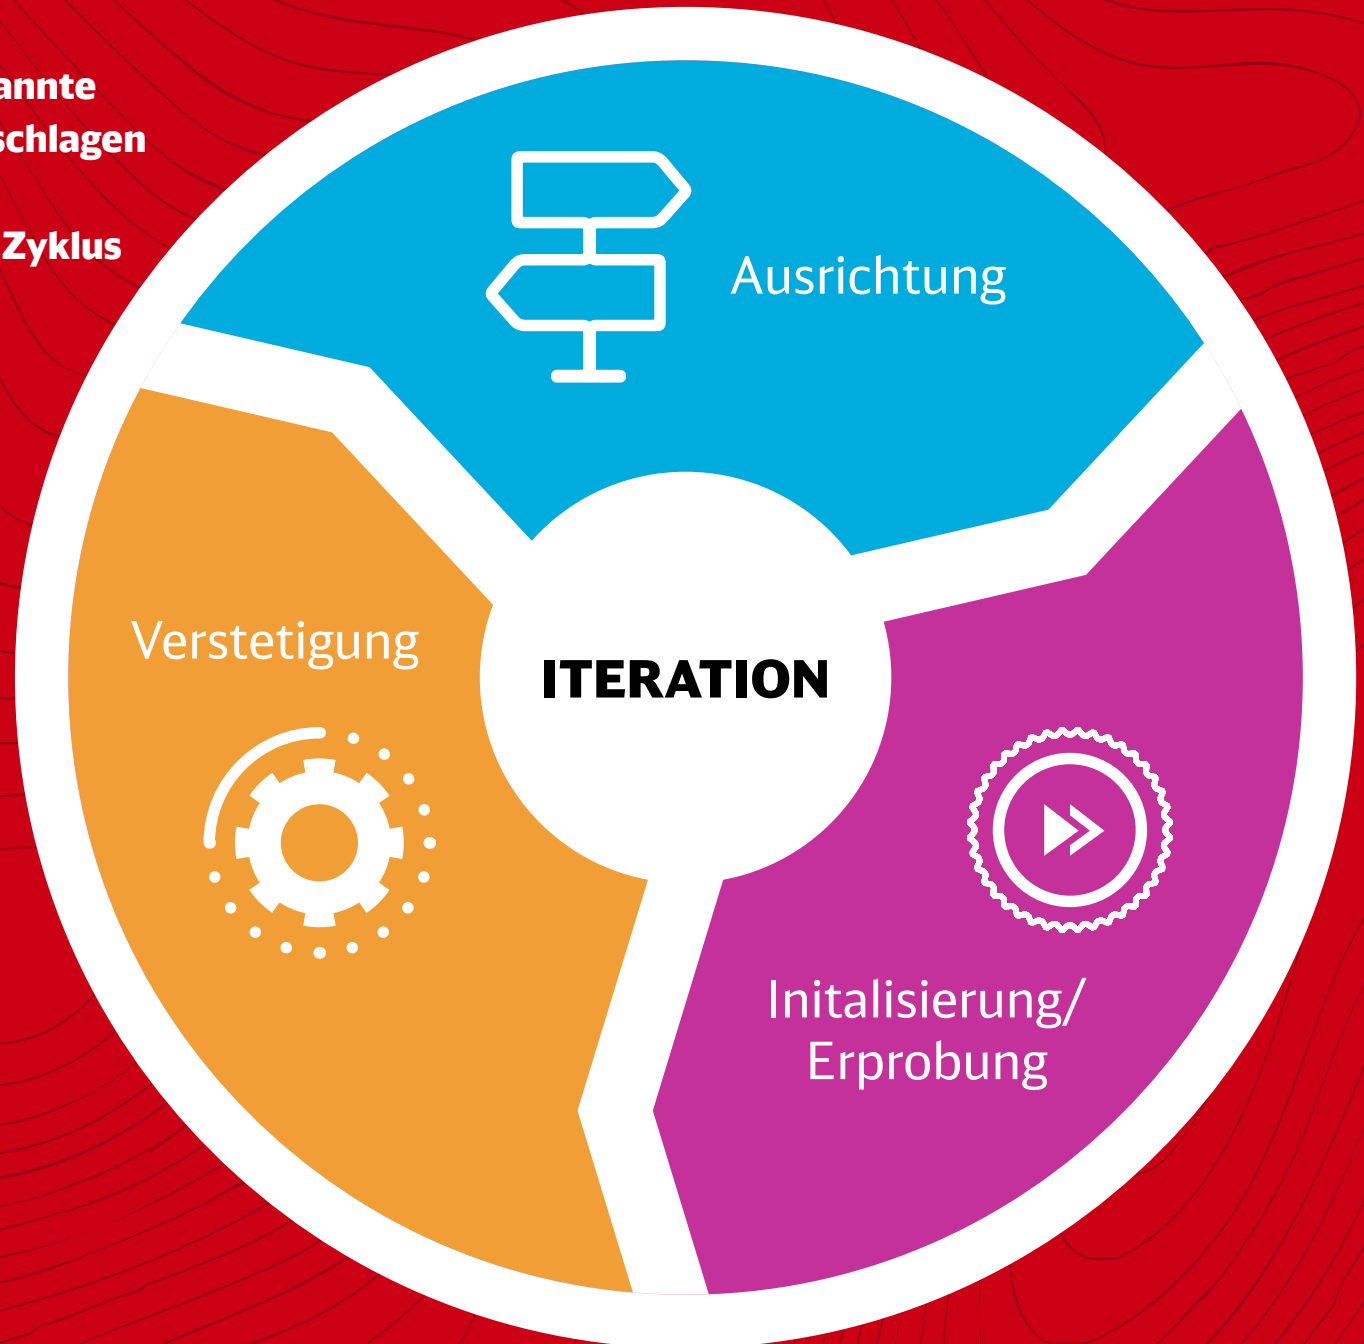 annte
schlagen
Zyklus
Ausrichtung
Verstetigung
ITERATION
Initalisierung/
Erprobung